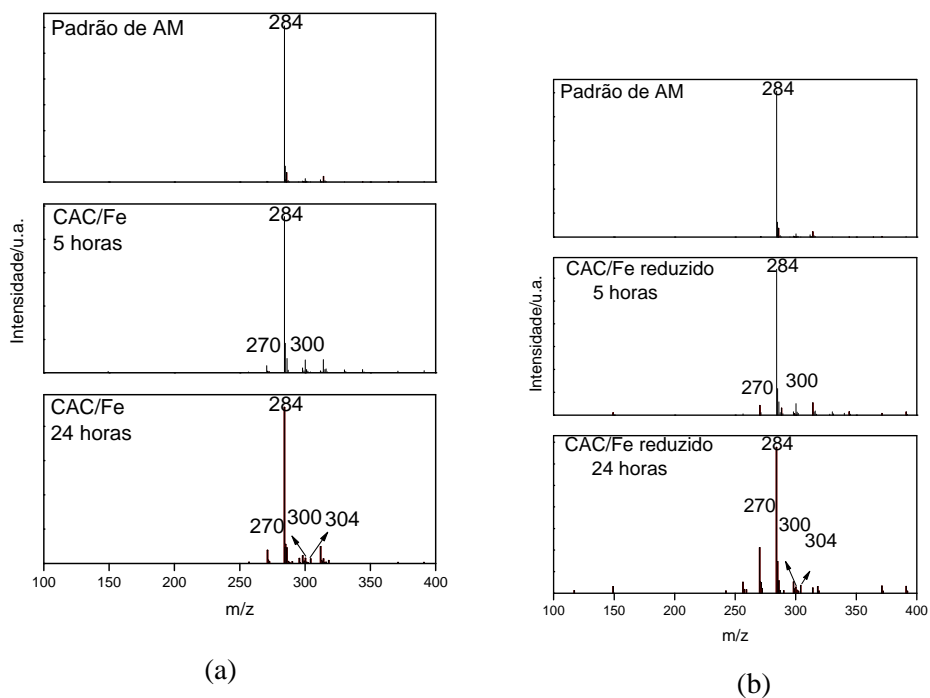 Padrão de AM
284
CAC/Fe
5 horas
284
270
300
CAC/Fe
24 horas
284
270
300
304
100
150
200
250
300
350
400
m/z
Intensidade/u.a.
(a)
Padrão de AM
284
CAC/Fe reduzido
5 horas
284
270
300
CAC/Fe reduzido
24 horas
284
270
300
304
100
150
200
250
300
350
400
m/z
Intensidade/u.a.
(b)